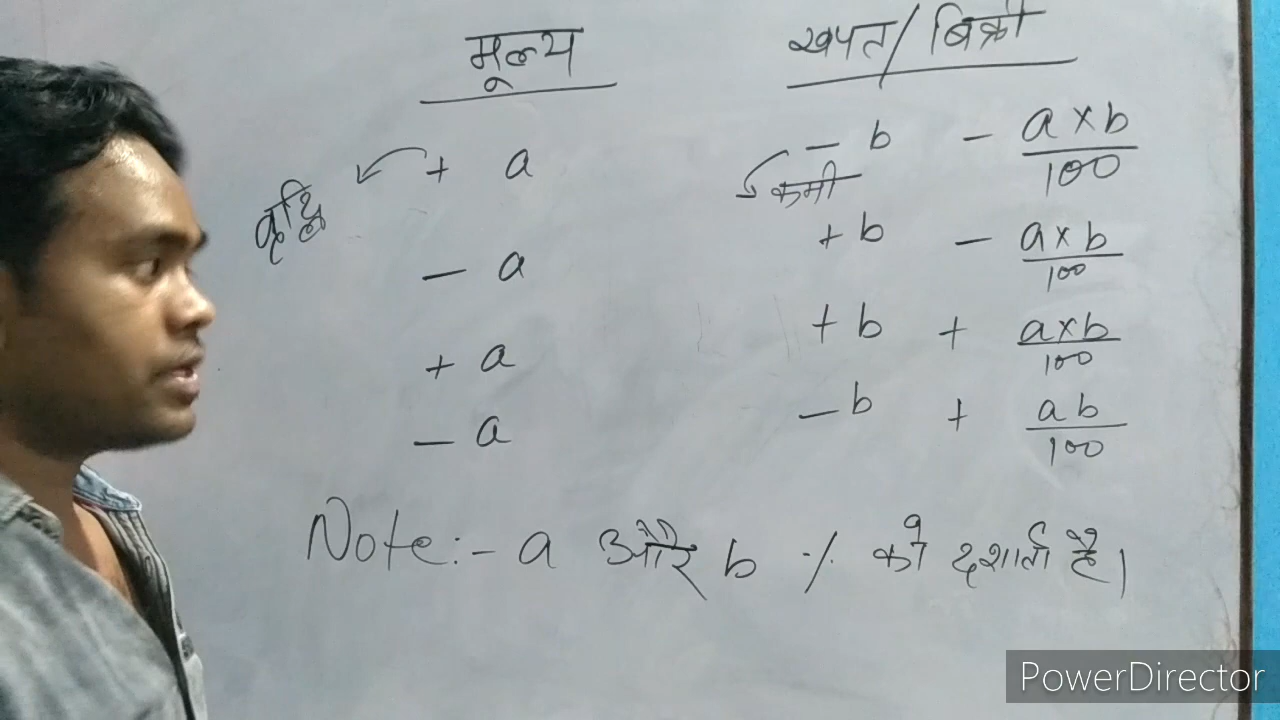 मूल्य खपत/बिक्री
+ a - b - a×b/100
वृद्धि कमी
- a + b - a×b/100
+ a + b + a×b/100
- a - b + ab/100
Note:- a और b % को दर्शाता है।
PowerDirector